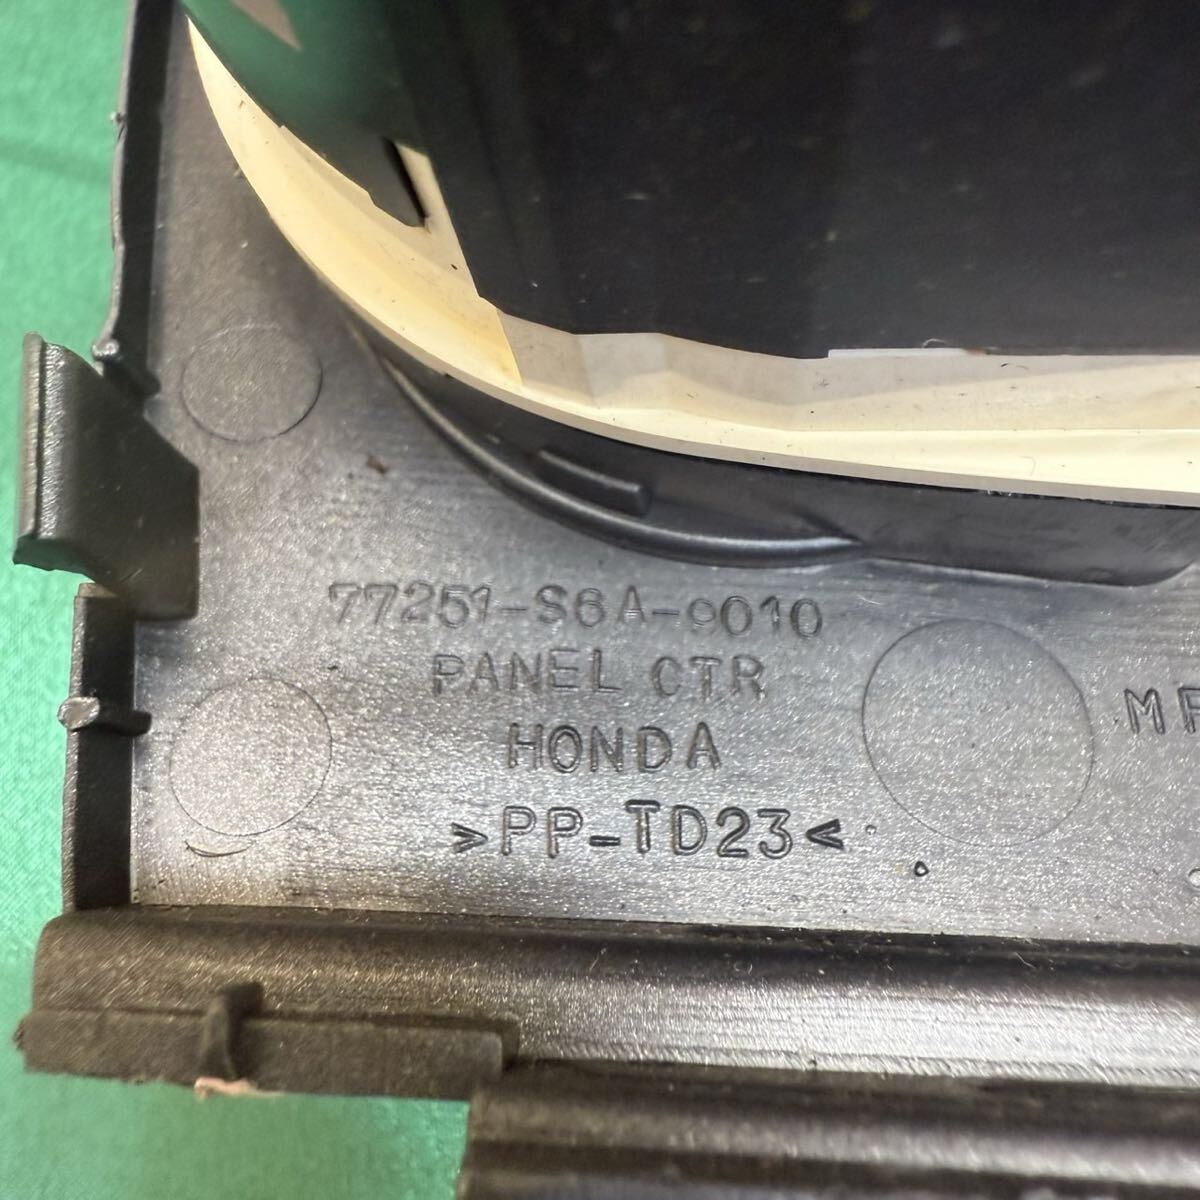 77251-S6A-9010
PANEL CTR
HONDA
>PP-TD23<